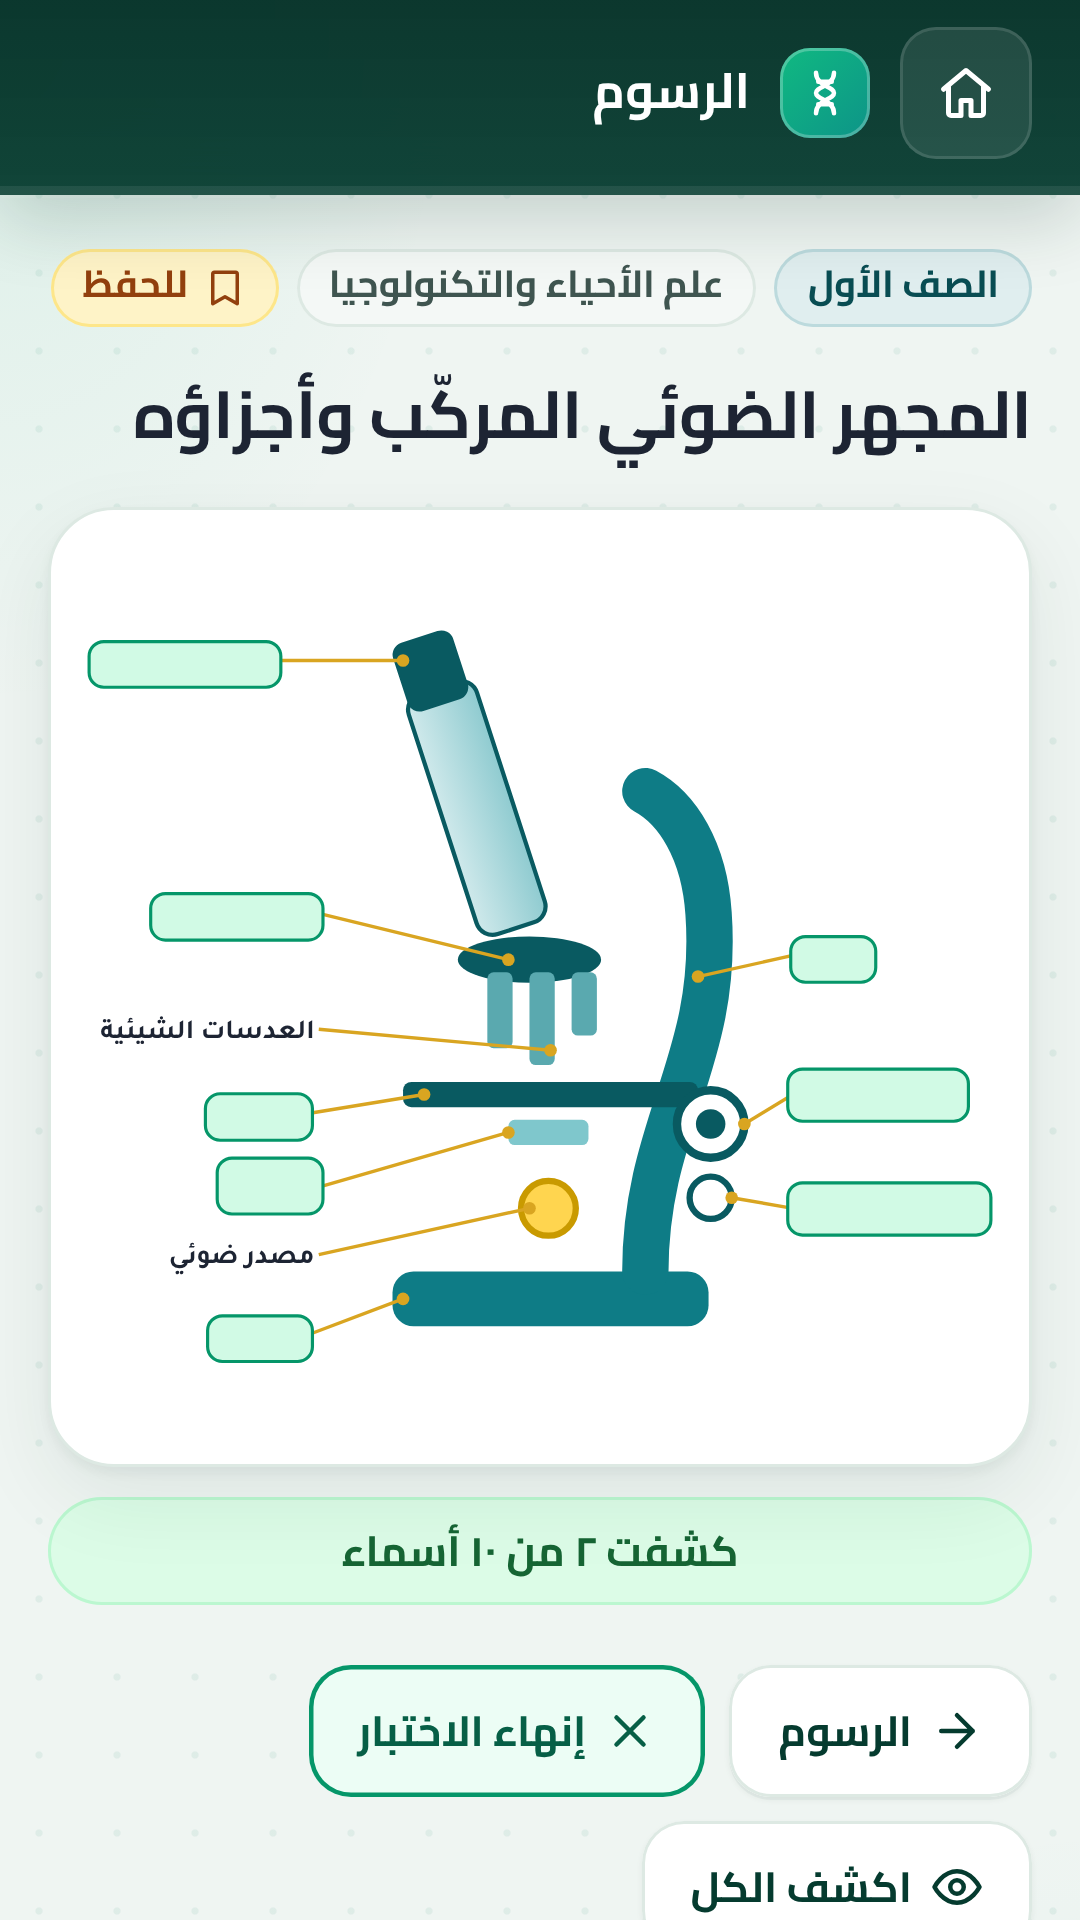 الرسوم
الصف الأول
علم الأحياء والتكنولوجيا
للحفظ
المجهر الضوئي المركّب وأجزاؤه
العدسات الشيئية
مصدر ضوئي
كشفت ٢ من ١٠ أسماء
الرسوم
إنهاء الاختبار
اكشف الكل